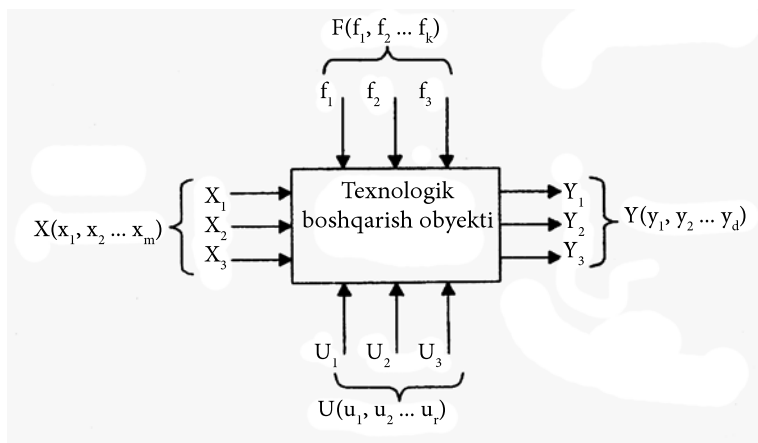 F(f₁, f₂ ... fₖ)
f₁ f₂ f₃
X₁
X₂
X₃
X(x₁, x₂ ... xₘ)
Texnologik
boshqarish obyekti
Y₁
Y₂
Y₃
Y(y₁, y₂ ... y_d)
U₁ U₂ U₃
U(u₁, u₂ ... uᵣ)